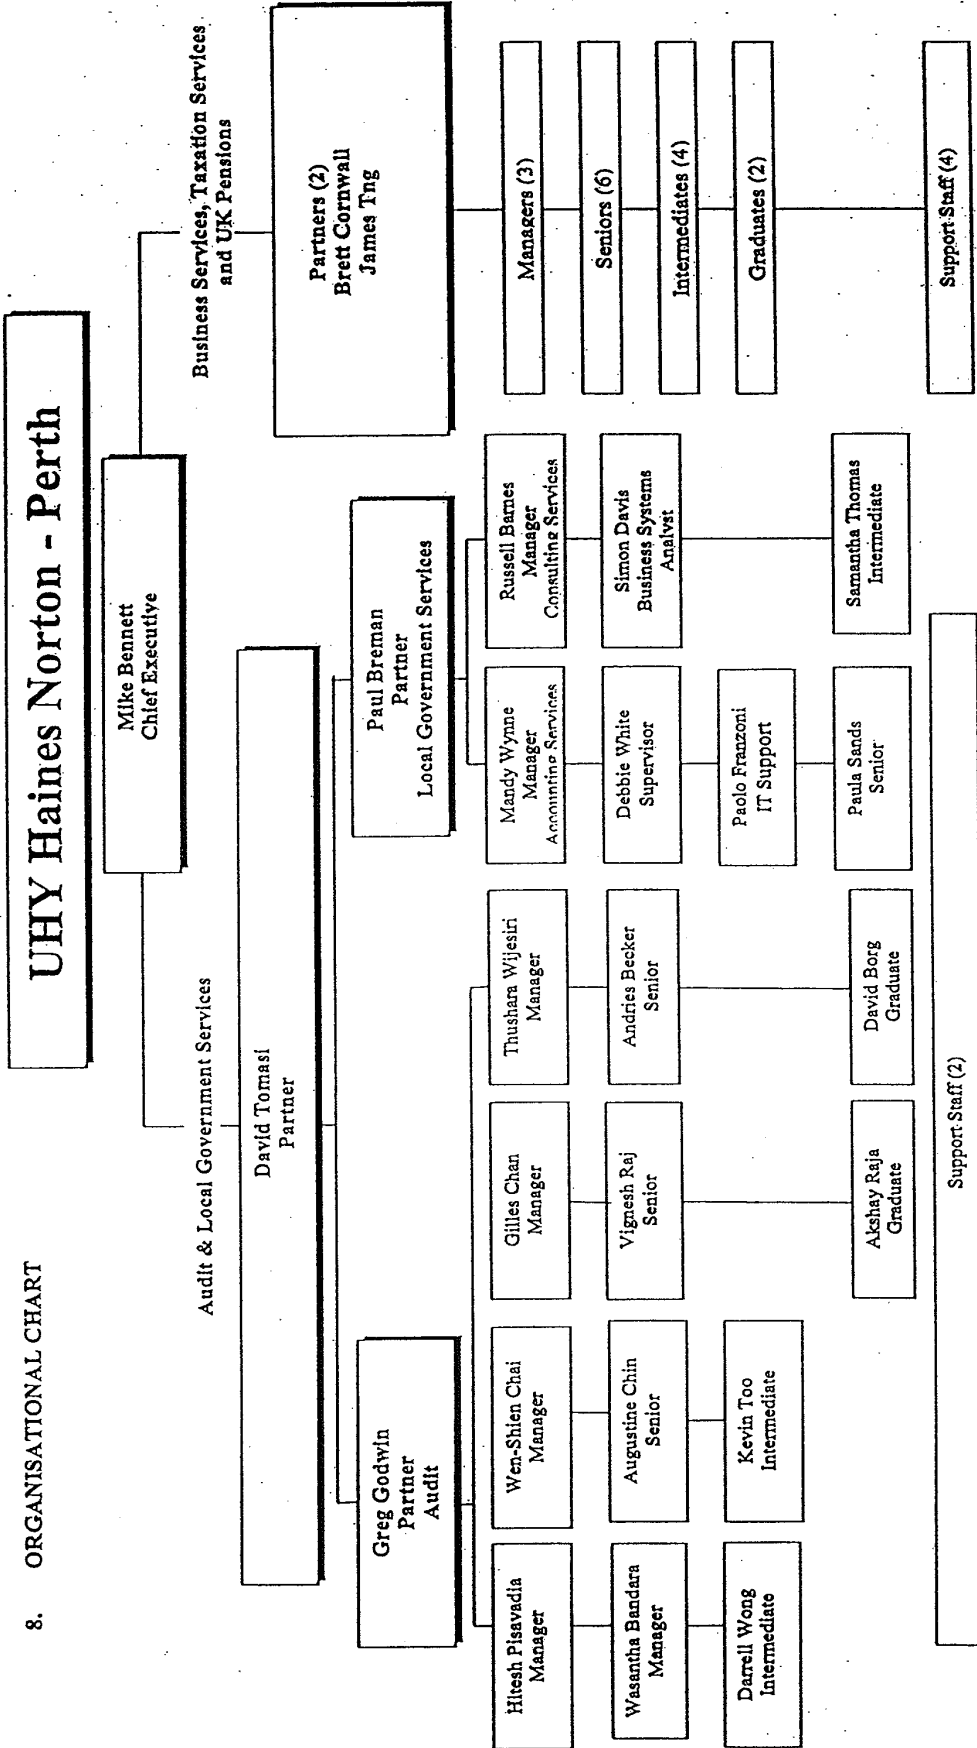 8. ORGANISATIONAL CHART
UHY Haines Norton - Perth
Mike Bennett
Chief Executive
Audit & Local Government Services
Business Services, Taxation Services
and UK Pensions
David Tomasi
Partner
Partners (2)
Brett Cornwall
James Tng
Greg Godwin
Partner
Audit
Paul Breman
Partner
Local Government Services
Hitesh Pisavadia
Manager
Wen-Shien Chai
Manager
Gilles Chan
Manager
Thushara Wijesiri
Manager
Mandy Wynne
Manager
Accounting Services
Russell Barnes
Manager
Consulting Services
Managers (3)
Wasantha Bandara
Manager
Augustine Chin
Senior
Vignesh Raj
Senior
Andries Becker
Senior
Debbie White
Supervisor
Simon Davis
Business Systems
Analyst
Seniors (6)
Darrell Wong
Intermediate
Kevin Too
Intermediate
Paolo Franzoni
IT Support
Intermediates (4)
Graduates (2)
Akshay Raja
Graduate
David Borg
Graduate
Paula Sands
Senior
Samantha Thomas
Intermediate
Support Staff (2)
Support Staff (4)